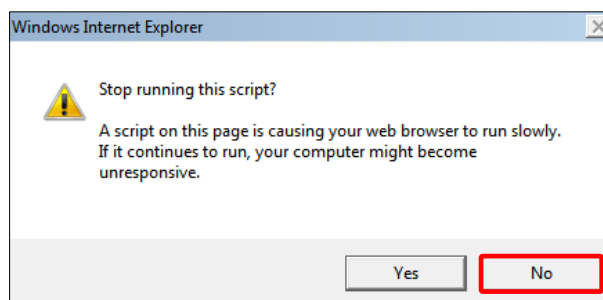 Windows Internet Explorer
Stop running this script?
A script on this page is causing your web browser to run slowly.
If it continues to run, your computer might become
unresponsive.
Yes
No